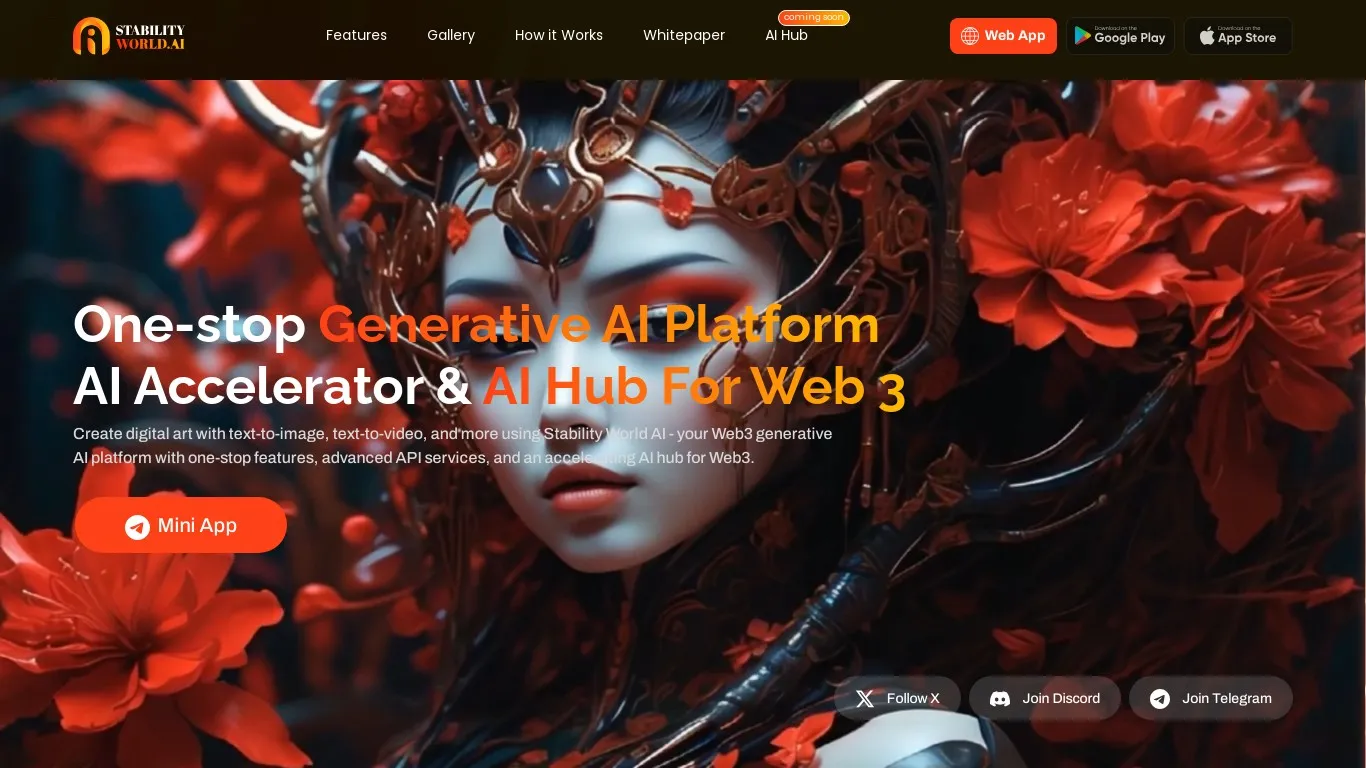 STABILITY
WORLD.AI
Features
Gallery
How it Works
Whitepaper
coming soon
AI Hub
Web App
Download on the
Google Play
Download on the
App Store
One-stop Generative AI Platform
AI Accelerator & AI Hub For Web 3
Create digital art with text-to-image, text-to-video, and'more using Stability World AI - your Web3 generative
AI platform with one-stop features, advanced API services, and an accelerating AI hub for Web3.
Mini App
Follow X
Join Discord
Join Telegram